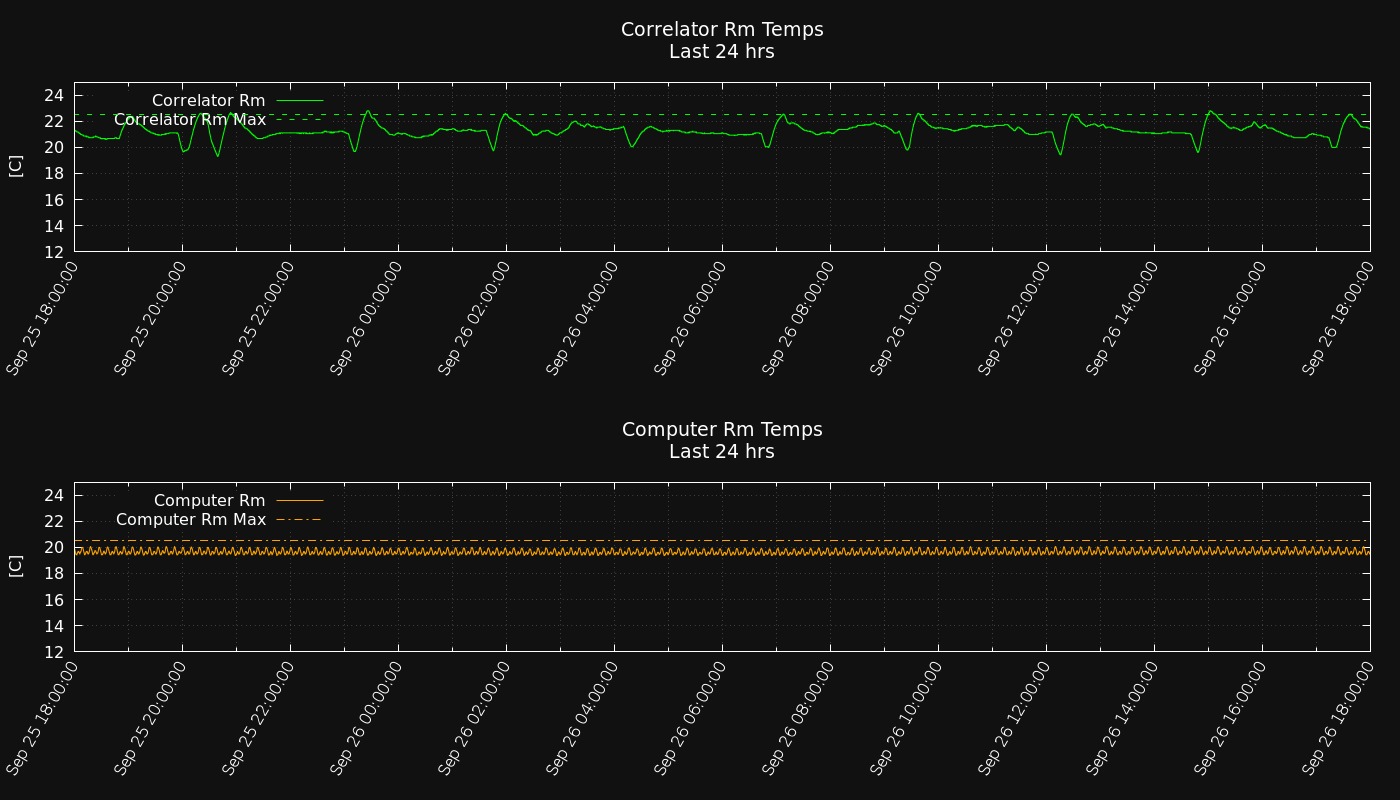 Correlator Rm Temps
Last 24 hrs
24
22
20
18
16
14
12
[C]
Correlator Rm
Correlator Rm Max
Sep 25 18:00:00
Sep 25 20:00:00
Sep 25 22:00:00
Sep 26 00:00:00
Sep 26 02:00:00
Sep 26 04:00:00
Sep 26 06:00:00
Sep 26 08:00:00
Sep 26 10:00:00
Sep 26 12:00:00
Sep 26 14:00:00
Sep 26 16:00:00
Sep 26 18:00:00
Computer Rm Temps
Last 24 hrs
24
22
20
18
16
14
12
[C]
Computer Rm
Computer Rm Max
Sep 25 18:00:00
Sep 25 20:00:00
Sep 25 22:00:00
Sep 26 00:00:00
Sep 26 02:00:00
Sep 26 04:00:00
Sep 26 06:00:00
Sep 26 08:00:00
Sep 26 10:00:00
Sep 26 12:00:00
Sep 26 14:00:00
Sep 26 16:00:00
Sep 26 18:00:00